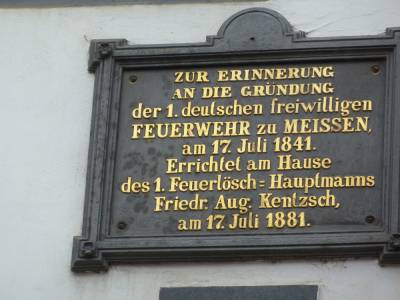 ZUR ERINNERUNG
AN DIE GRÜNDUNG
der 1. deutschen freiwilligen
FEUERWEHR zu MEISSEN,
am 17. Juli 1841.
Errichtet am Hause
des 1. Feuerlösch=Hauptmanns
Friedr. Aug. Kentzsch,
am 17. Juli 1881.